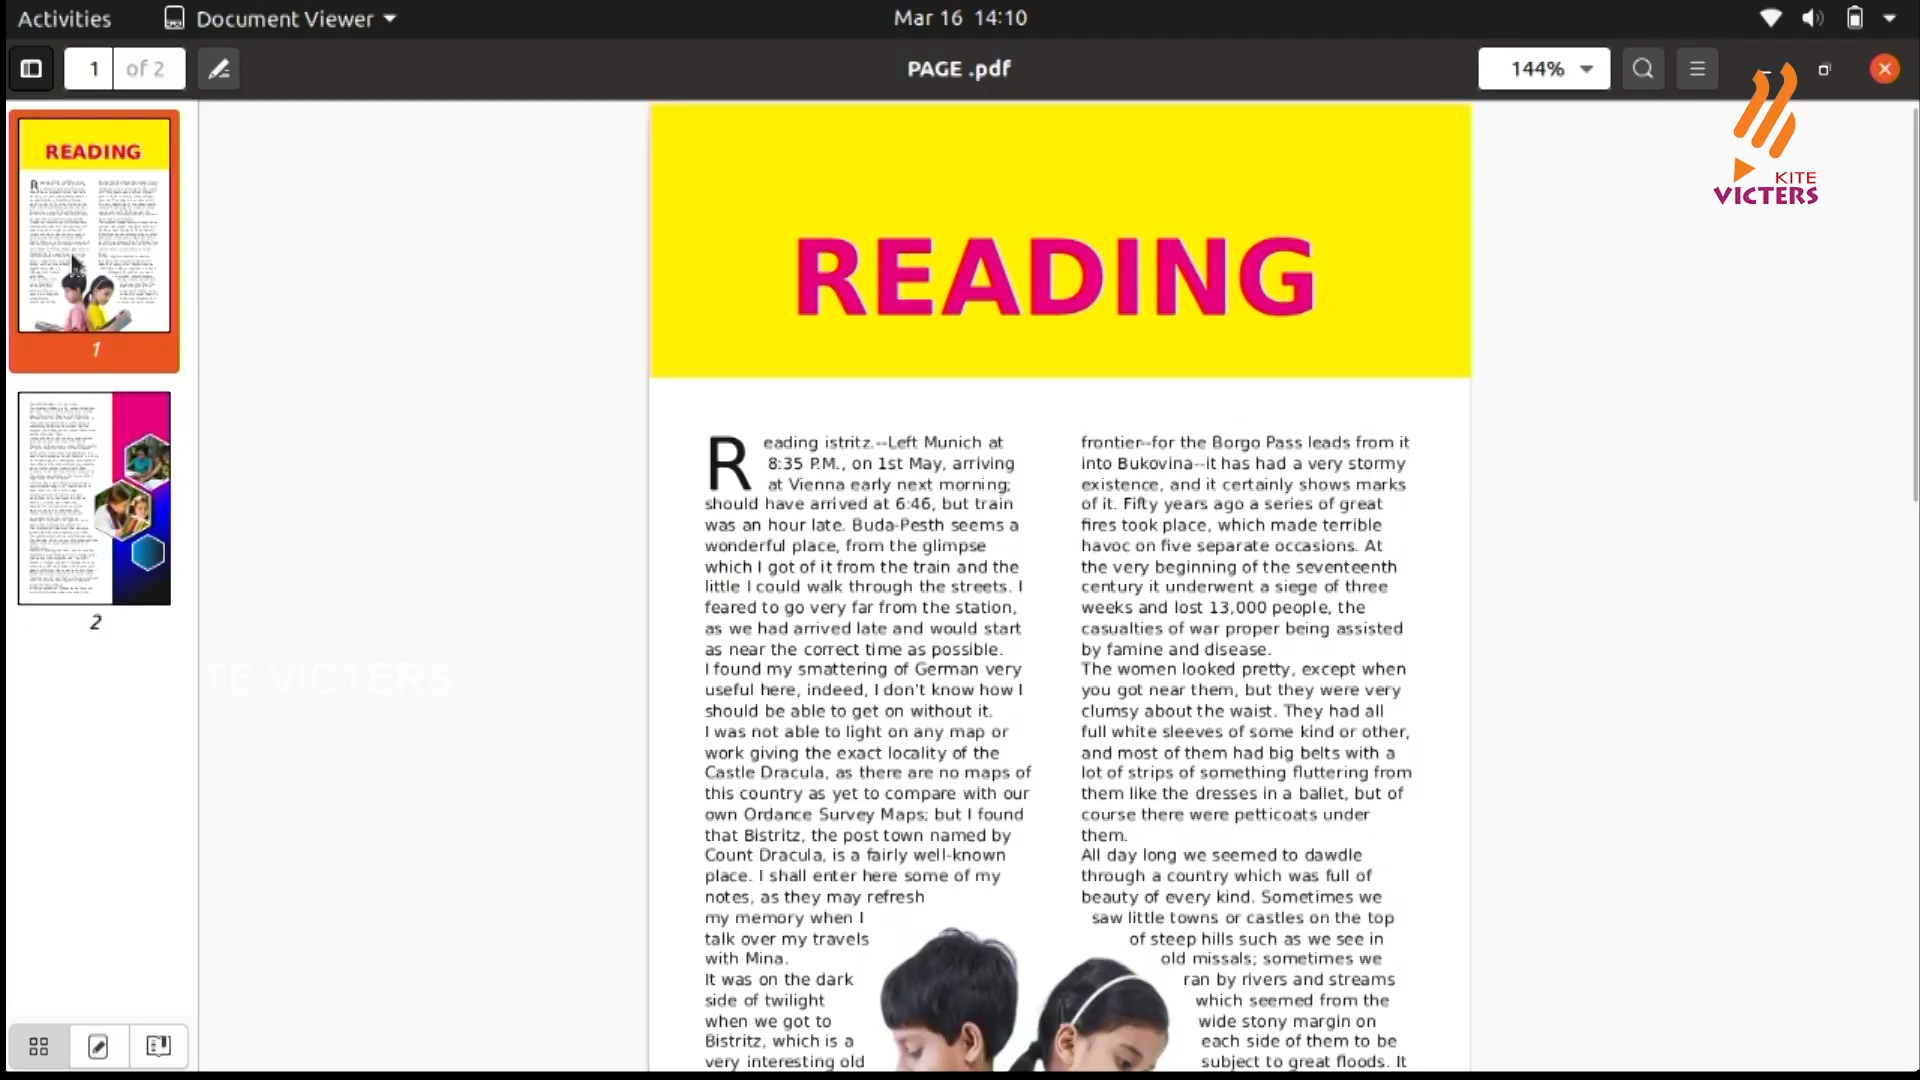 Activities
Document Viewer
Mar 16 14:10
1 of 2
PAGE .pdf
144%
KITE
VICTERS
READING
1
2
TE VICTERS
READING
Reading istritz.--Left Munich at
8:35 P.M., on 1st May, arriving
at Vienna early next morning;
should have arrived at 6:46, but train
was an hour late. Buda-Pesth seems a
wonderful place, from the glimpse
which I got of it from the train and the
little I could walk through the streets. I
feared to go very far from the station,
as we had arrived late and would start
as near the correct time as possible.
I found my smattering of German very
useful here, indeed, I don't know how I
should be able to get on without it.
I was not able to light on any map or
work giving the exact locality of the
Castle Dracula, as there are no maps of
this country as yet to compare with our
own Ordance Survey Maps; but I found
that Bistritz, the post town named by
Count Dracula, is a fairly well-known
place. I shall enter here some of my
notes, as they may refresh
my memory when I
talk over my travels
with Mina.
It was on the dark
side of twilight
when we got to
Bistritz, which is a
very interesting old
frontier--for the Borgo Pass leads from it
into Bukovina--it has had a very stormy
existence, and it certainly shows marks
of it. Fifty years ago a series of great
fires took place, which made terrible
havoc on five separate occasions. At
the very beginning of the seventeenth
century it underwent a siege of three
weeks and lost 13,000 people, the
casualties of war proper being assisted
by famine and disease.
The women looked pretty, except when
you got near them, but they were very
clumsy about the waist. They had all
full white sleeves of some kind or other,
and most of them had big belts with a
lot of strips of something fluttering from
them like the dresses in a ballet, but of
course there were petticoats under
them.
All day long we seemed to dawdle
through a country which was full of
beauty of every kind. Sometimes we
saw little towns or castles on the top
of steep hills such as we see in
old missals; sometimes we
ran by rivers and streams
which seemed from the
wide stony margin on
each side of them to be
subject to great floods. It